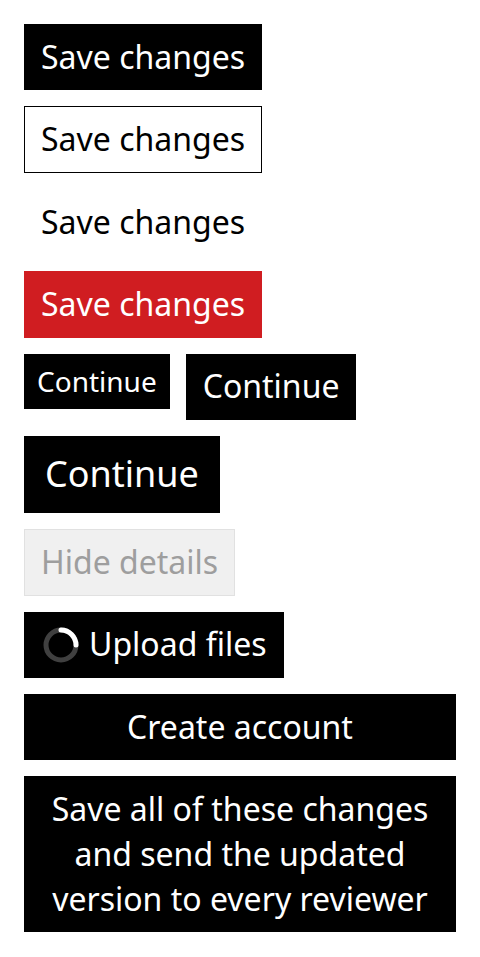 Save changes
Save changes
Save changes
Save changes
Continue Continue
Continue
Hide details
Upload files
Create account
Save all of these changes
and send the updated
version to every reviewer